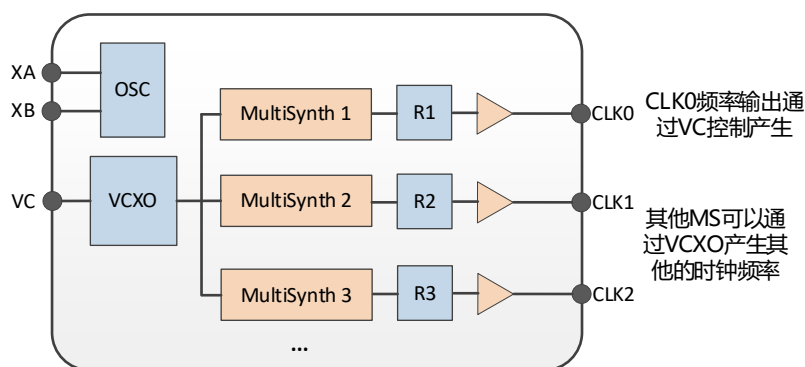 XA
XB
OSC
VC
VCXO
MultiSynth 1
R1
CLK0
MultiSynth 2
R2
CLK1
MultiSynth 3
R3
CLK2
...
CLK0频率输出通
过VC控制产生
其他MS可以通
过VCXO产生其
他的时钟频率